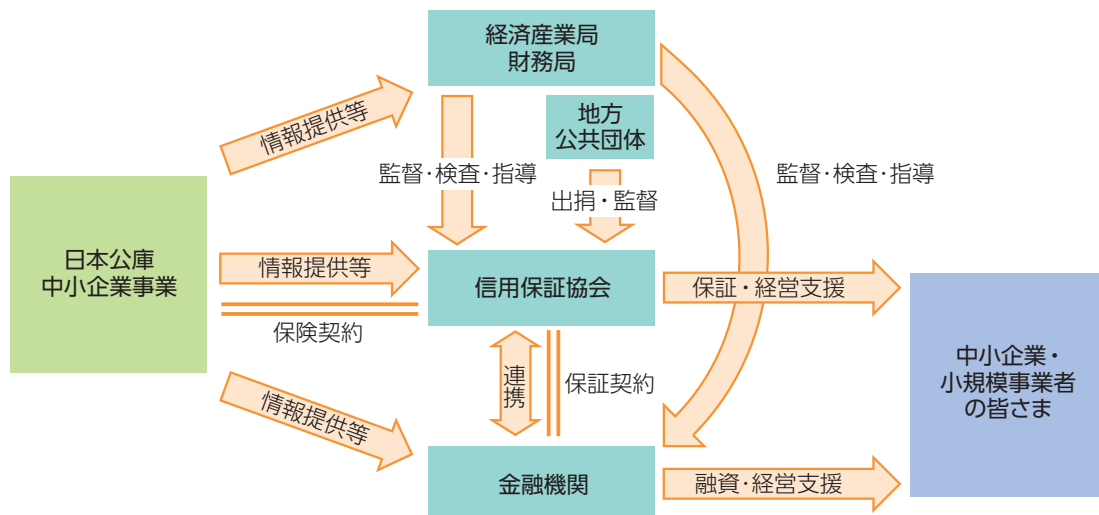 経済産業局
財務局
情報提供等
地方
公共団体
監督・検査・指導
監督・検査・指導
出捐・監督
日本公庫
中小企業事業
情報提供等
信用保証協会
保証・経営支援
保険契約
連携
保証契約
中小企業・
小規模事業者
の皆さま
情報提供等
金融機関
融資・経営支援